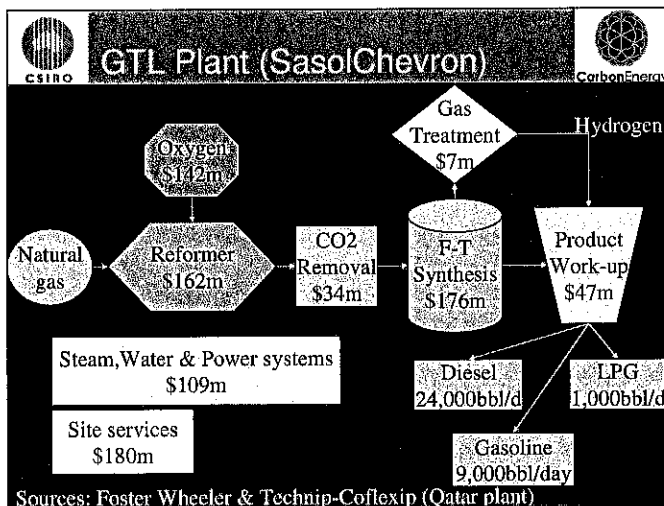 CSIRO
GTL Plant (SasolChevron)
CarbonEnergy
Gas
Treatment
$7m
Hydrogen
Oxygen
$142m
Natural
gas
Reformer
$162m
CO2
Removal
$34m
F-T
Synthesis
$176m
Product
Work-up
$47m
Steam,Water & Power systems
$109m
Diesel
24,000bbl/d
LPG
1,000bbl/d
Site services
$180m
Gasoline
9,000bbl/day
Sources: Foster Wheeler & Technip-Coflexip (Qatar plant)